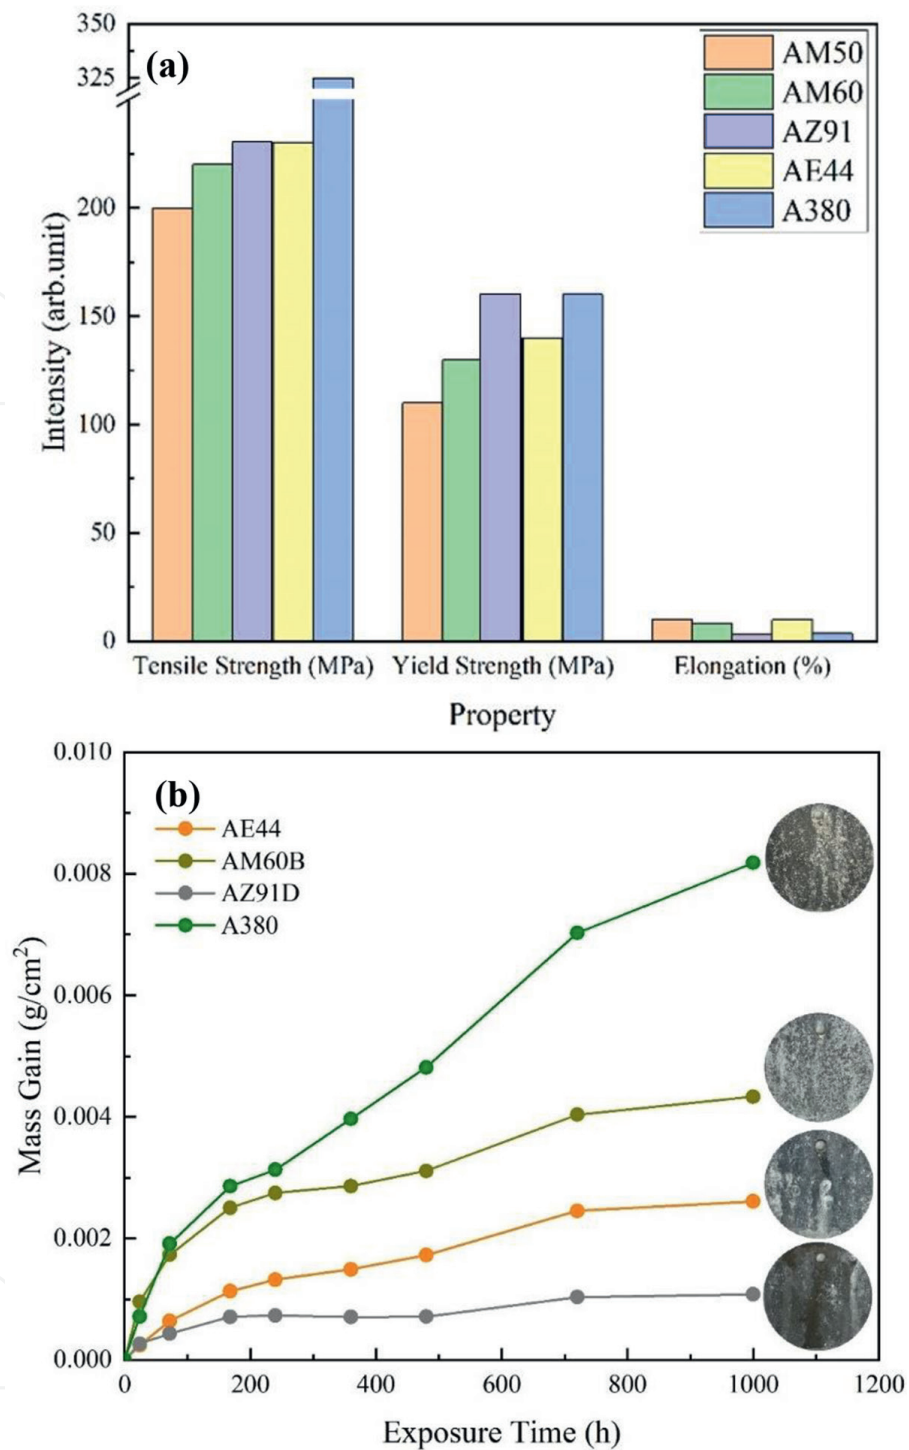 350
325
200
150
100
50
0
(a)
AM50
AM60
AZ91
AE44
A380
Intensity (arb.unit)
Tensile Strength (MPa)
Yield Strength (MPa)
Elongation (%)
Property
0.010
0.008
0.006
0.004
0.002
0.000
(b)
AE44
AM60B
AZ91D
A380
Mass Gain (g/cm²)
0
200
400
600
800
1000
1200
Exposure Time (h)